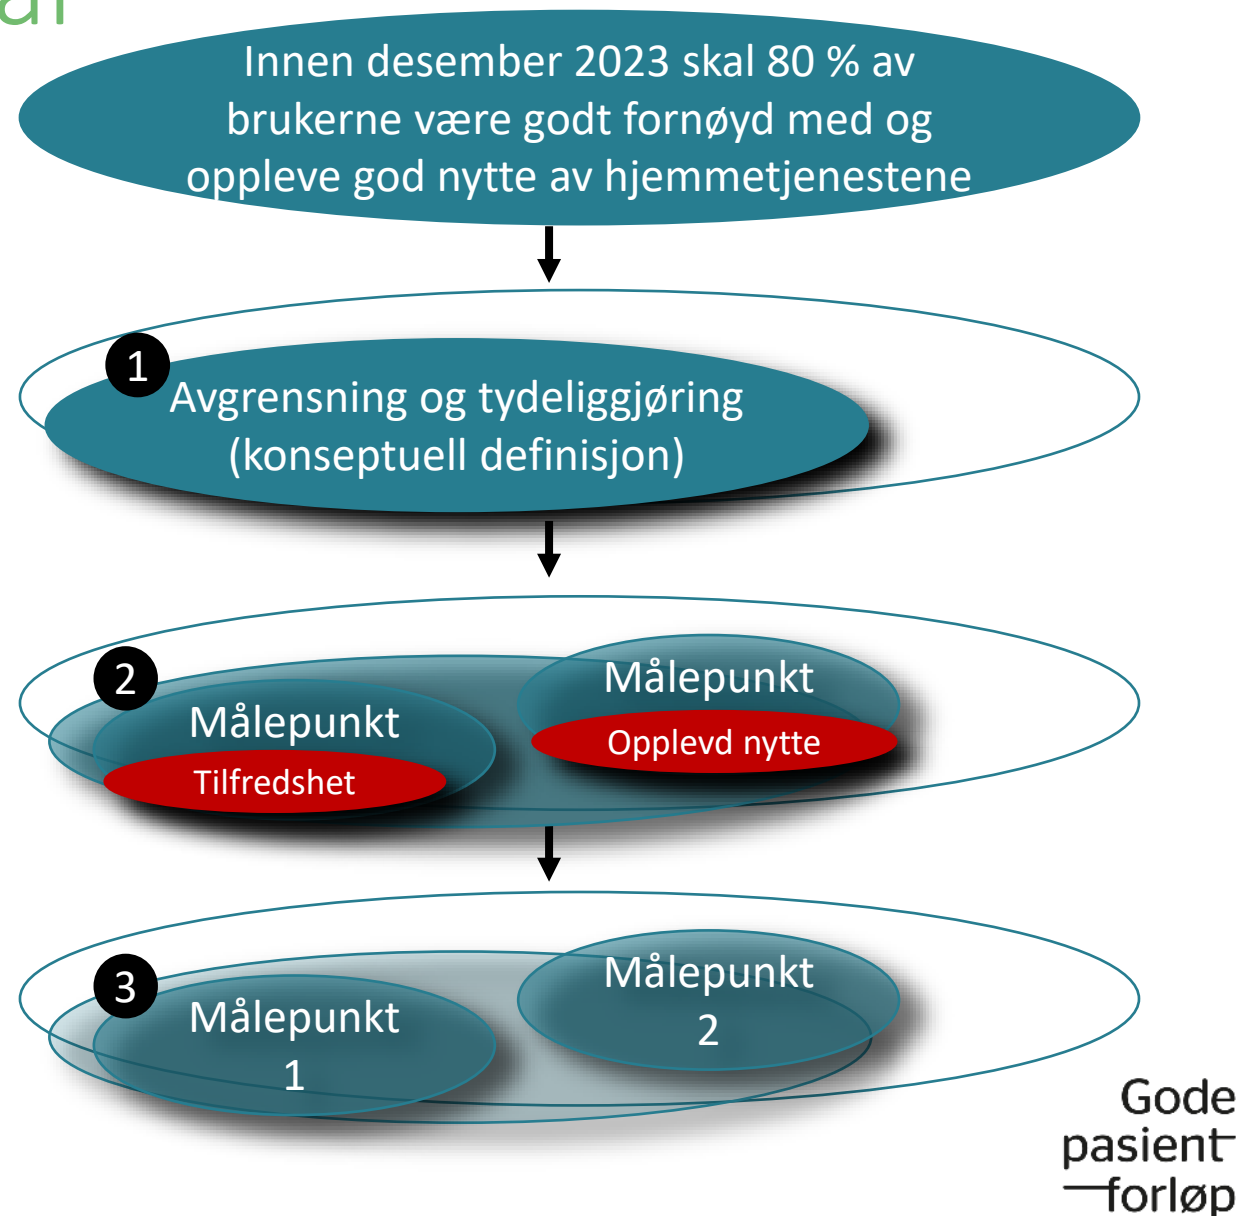 Innen desember 2023 skal 80 % av
brukerne være godt fornøyd med og
oppleve god nytte av hjemmetjenestene
1
Avgrensning og tydeliggjøring
(konseptuell definisjon)
2
Målepunkt
Tilfredshet
Målepunkt
Opplevd nytte
3
Målepunkt
1
Målepunkt
2
Gode
pasient
forløp